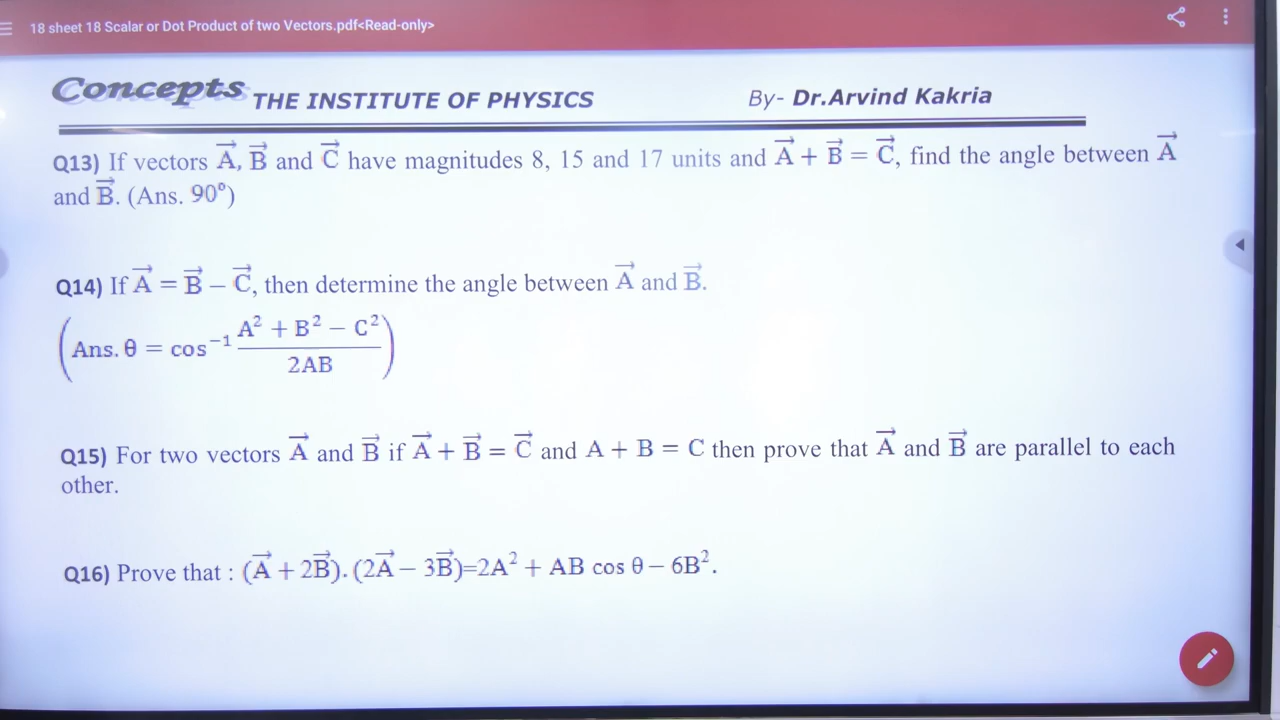 18 sheet 18 Scalar or Dot Product of two Vectors.pdf<Read-only>
Concepts THE INSTITUTE OF PHYSICS By- Dr.Arvind Kakria
Q13) If vectors A⃗, B⃗ and C⃗ have magnitudes 8, 15 and 17 units and A⃗ + B⃗ = C⃗, find the angle between A⃗
and B⃗. (Ans. 90°)
Q14) If A⃗ = B⃗ − C⃗, then determine the angle between A⃗ and B⃗.
(Ans. θ = cos⁻¹ (A² + B² − C²)/(2AB))
Q15) For two vectors A⃗ and B⃗ if A⃗ + B⃗ = C⃗ and A + B = C then prove that A⃗ and B⃗ are parallel to each
other.
Q16) Prove that : (A⃗ + 2B⃗). (2A⃗ − 3B⃗)=2A² + AB cos θ − 6B².